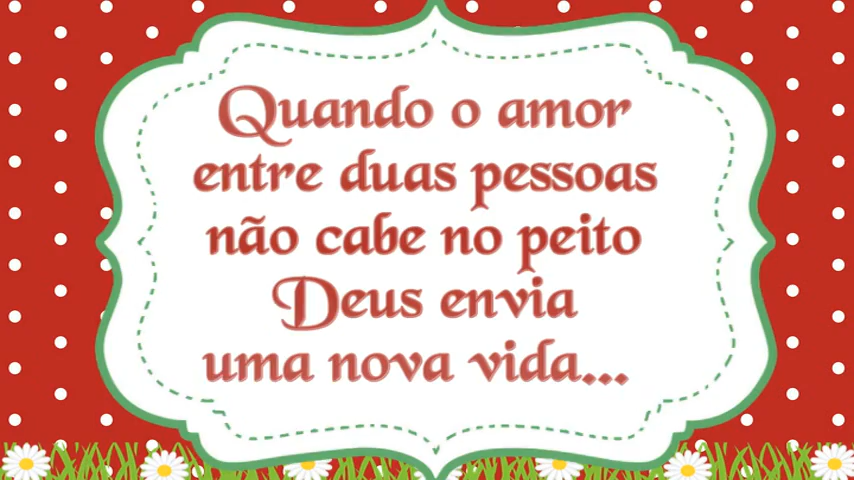 Quando o amor
entre duas pessoas
não cabe no peito
Deus envia
uma nova vida...